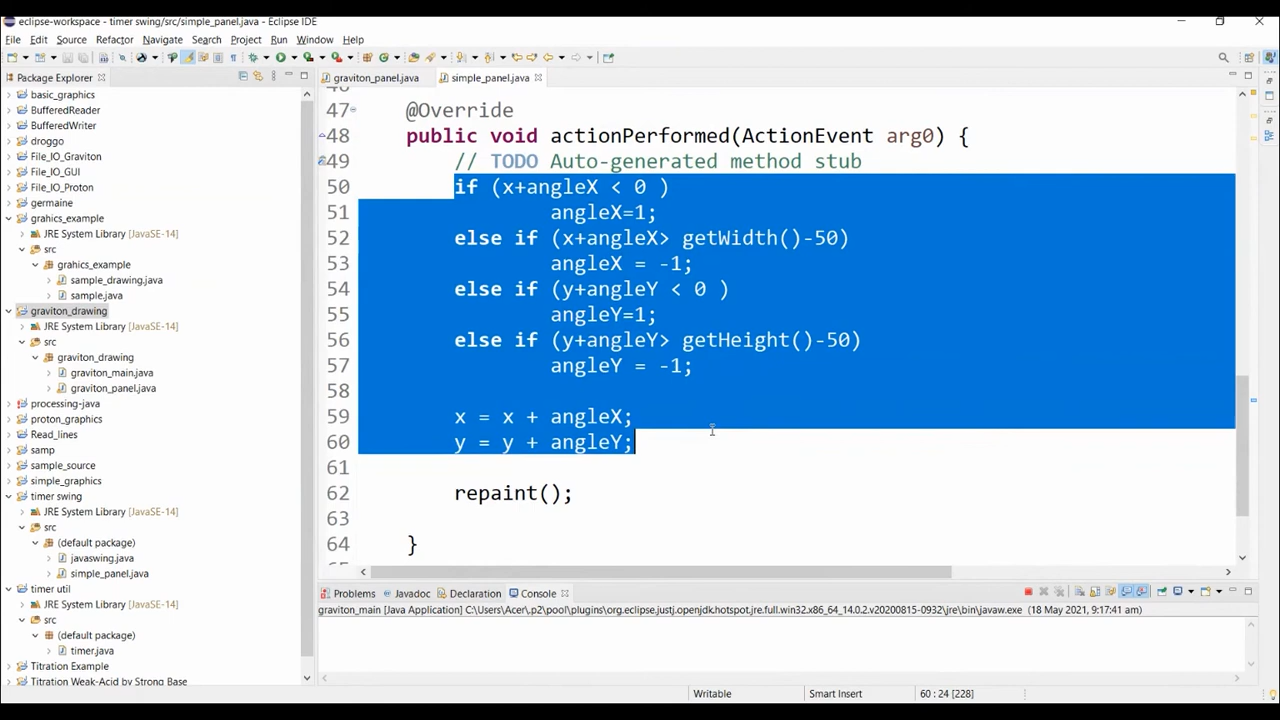 eclipse-workspace - timer swing/src/simple_panel.java - Eclipse IDE
File Edit Source Refactor Navigate Search Project Run Window Help
Package Explorer
basic_graphics
BufferedReader
BufferedWriter
droggo
File_IO_Graviton
File_IO_GUI
File_IO_Proton
germaine
grahics_example
JRE System Library [JavaSE-14]
src
grahics_example
sample_drawing.java
sample.java
graviton_drawing
JRE System Library [JavaSE-14]
src
graviton_drawing
graviton_main.java
graviton_panel.java
processing-java
proton_graphics
Read_lines
samp
sample_source
simple_graphics
timer swing
JRE System Library [JavaSE-14]
src
(default package)
javaswing.java
simple_panel.java
timer util
JRE System Library [JavaSE-14]
src
(default package)
timer.java
Titration Example
Titration Weak-Acid by Strong Base
graviton_panel.java simple_panel.java
47 @Override
48 public void actionPerformed(ActionEvent arg0) {
49 // TODO Auto-generated method stub
50 if (x+angleX < 0 )
51 angleX=1;
52 else if (x+angleX> getWidth()-50)
53 angleX = -1;
54 else if (y+angleY < 0 )
55 angleY=1;
56 else if (y+angleY> getHeight()-50)
57 angleY = -1;
58
59 x = x + angleX;
60 y = y + angleY;
61
62 repaint();
63
64 }
Problems Javadoc Declaration Console
graviton_main [Java Application] C:\Users\Acer\.p2\pool\plugins\org.eclipse.justj.openjdk.hotspot.jre.full.win32.x86_64_14.0.2.v20200815-0932\jre\bin\javaw.exe (18 May 2021, 9:17:41 am)
Writable Smart Insert 60 : 24 [228]